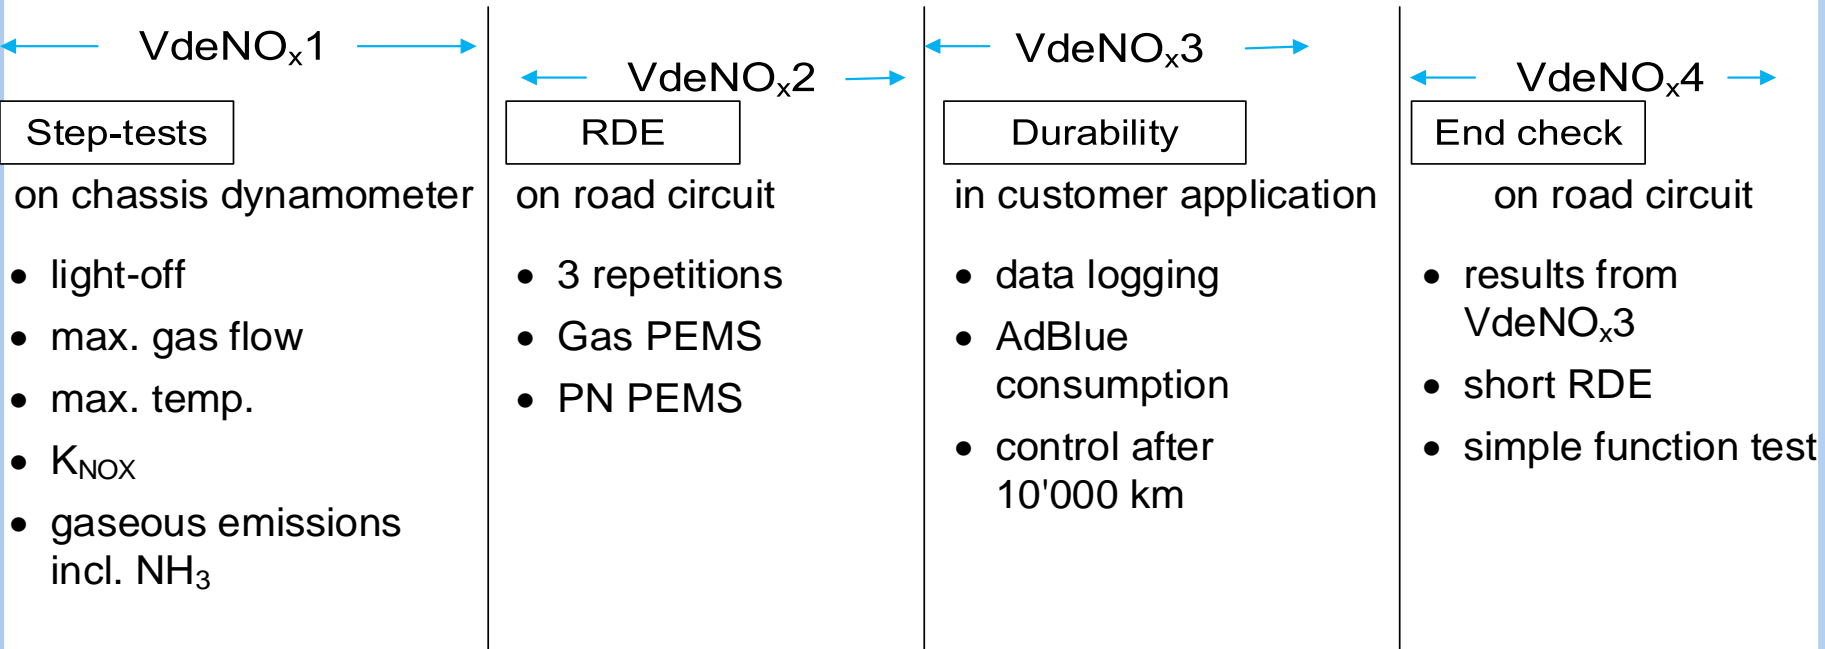 VdeNOₓ1
Step-tests
on chassis dynamometer
• light-off
• max. gas flow
• max. temp.
• K_NOX
• gaseous emissions
incl. NH₃
VdeNOₓ2
RDE
on road circuit
• 3 repetitions
• Gas PEMS
• PN PEMS
VdeNOₓ3
Durability
in customer application
• data logging
• AdBlue
consumption
• control after
10'000 km
VdeNOₓ4
End check
on road circuit
• results from
VdeNOₓ3
• short RDE
• simple function test